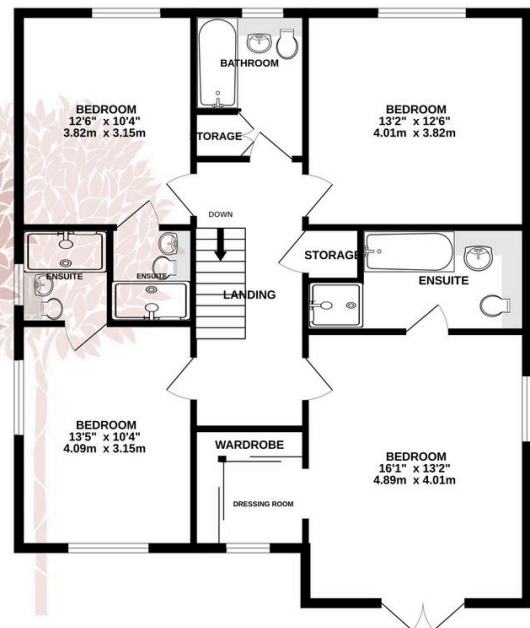 BATHROOM
BEDROOM
12'6" x 10'4"
3.82m x 3.15m
BEDROOM
13'2" x 12'6"
4.01m x 3.82m
STORAGE
DOWN
STORAGE
ENSUITE
ENSUITE
ENSUITE
LANDING
BEDROOM
13'5" x 10'4"
4.09m x 3.15m
WARDROBE
DRESSING ROOM
BEDROOM
16'1" x 13'2"
4.89m x 4.01m